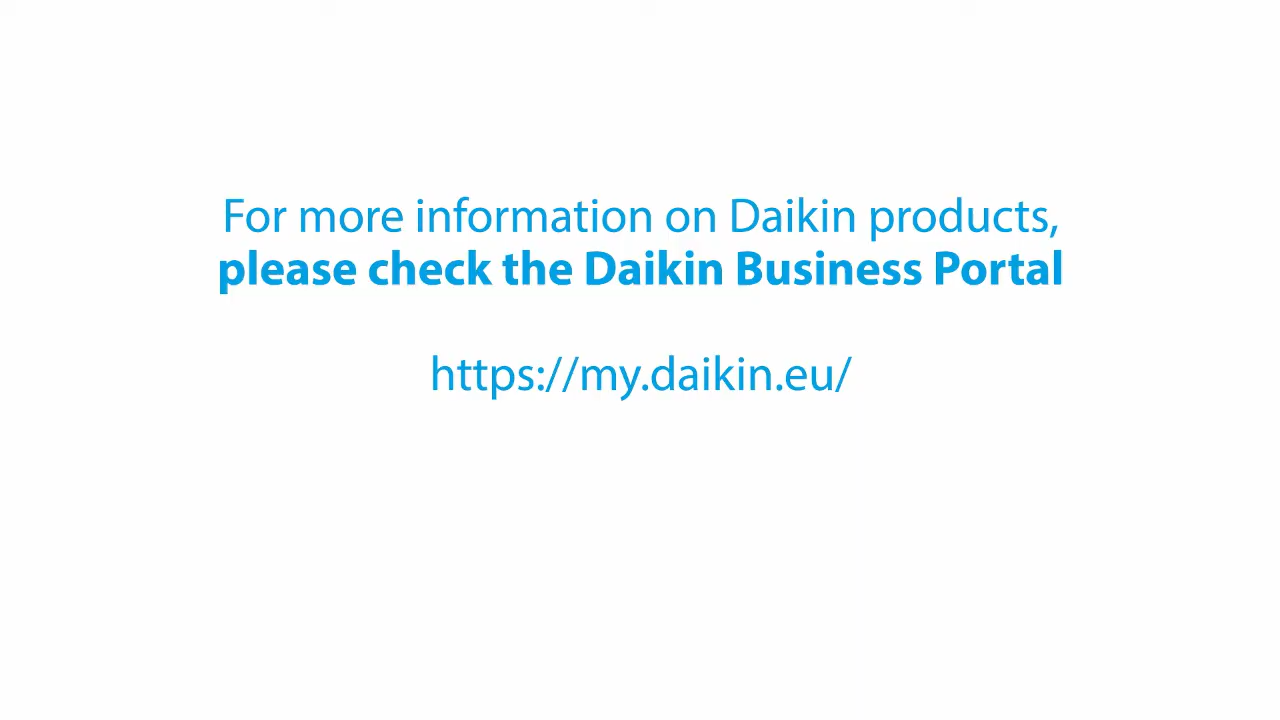 For more information on Daikin products,
please check the Daikin Business Portal
https://my.daikin.eu/